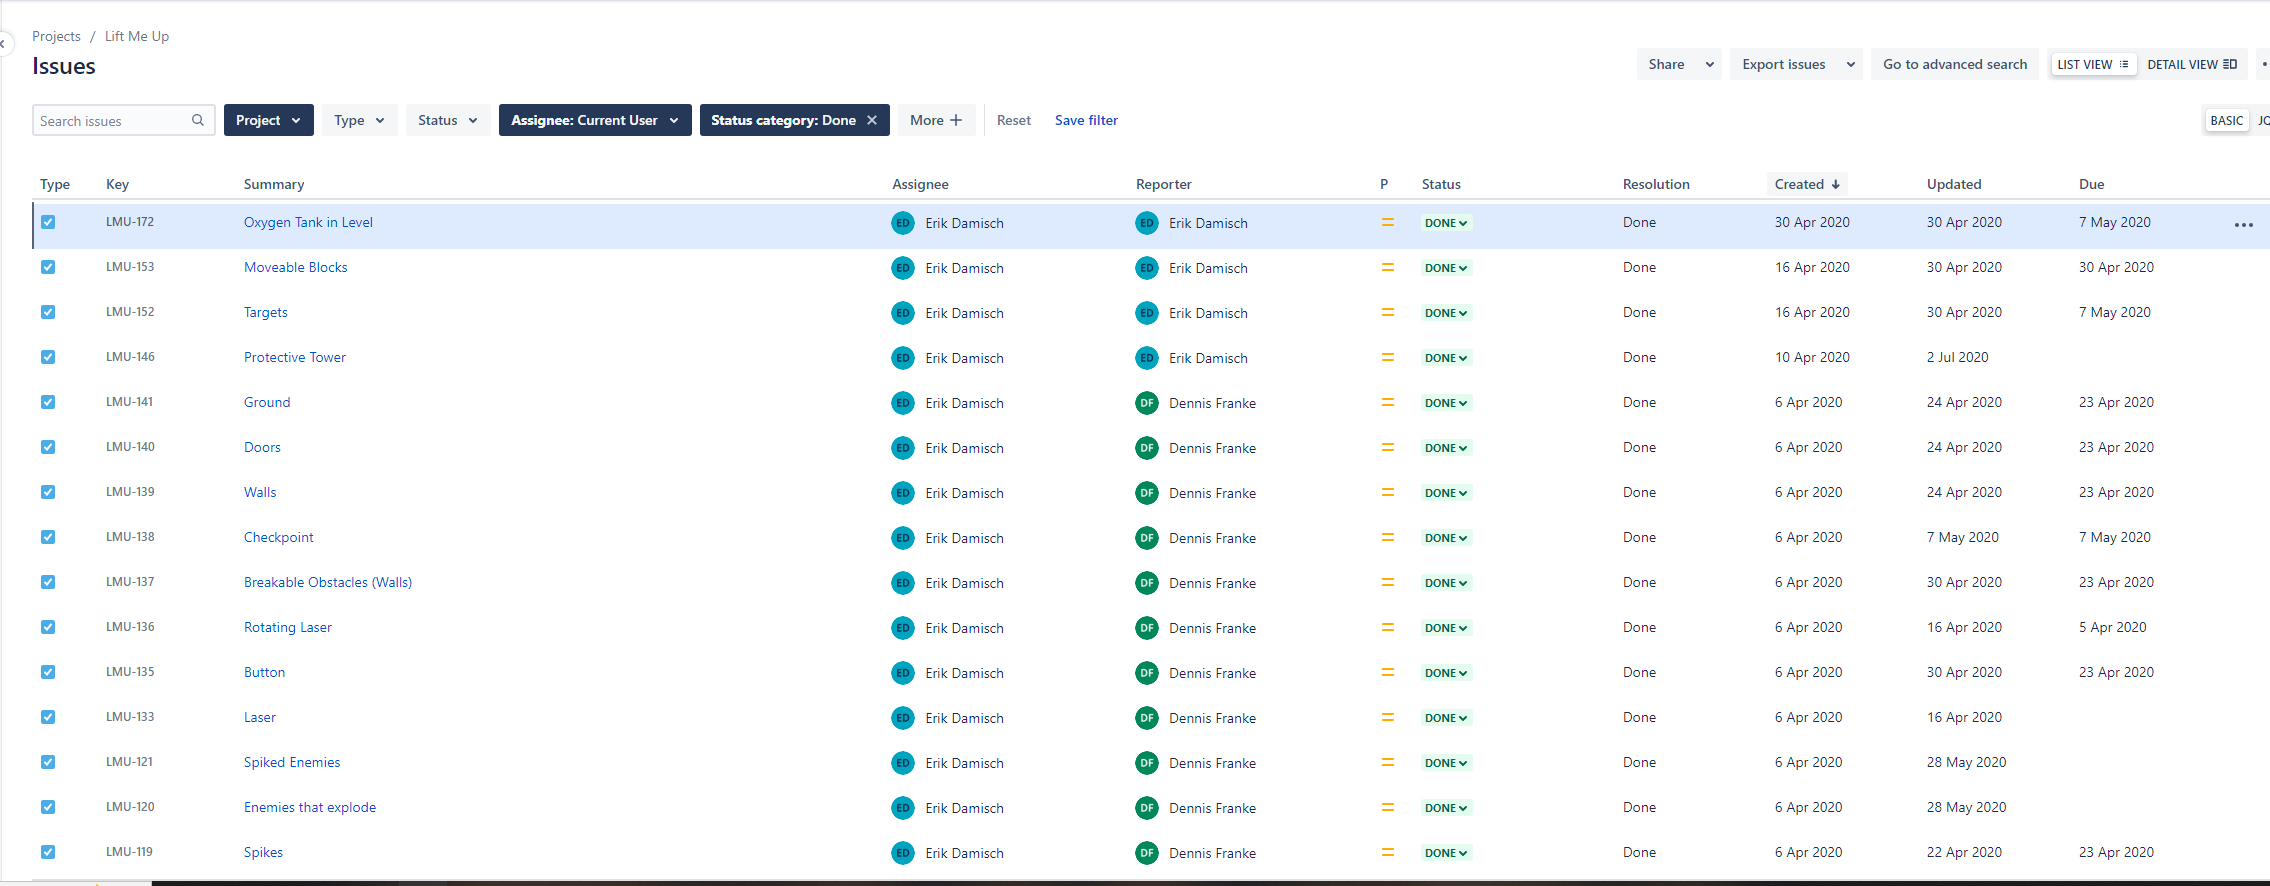 Projects / Lift Me Up
Issues
Share Export issues Go to advanced search LIST VIEW DETAIL VIEW
Search issues Project Type Status Assignee: Current User Status category: Done More Reset Save filter BASIC JQ
Type Key Summary Assignee Reporter P Status Resolution Created Updated Due
LMU-172 Oxygen Tank in Level ED Erik Damisch ED Erik Damisch DONE Done 30 Apr 2020 30 Apr 2020 7 May 2020
LMU-153 Moveable Blocks ED Erik Damisch ED Erik Damisch DONE Done 16 Apr 2020 30 Apr 2020 30 Apr 2020
LMU-152 Targets ED Erik Damisch ED Erik Damisch DONE Done 16 Apr 2020 30 Apr 2020 7 May 2020
LMU-146 Protective Tower ED Erik Damisch ED Erik Damisch DONE Done 10 Apr 2020 2 Jul 2020
LMU-141 Ground ED Erik Damisch DF Dennis Franke DONE Done 6 Apr 2020 24 Apr 2020 23 Apr 2020
LMU-140 Doors ED Erik Damisch DF Dennis Franke DONE Done 6 Apr 2020 24 Apr 2020 23 Apr 2020
LMU-139 Walls ED Erik Damisch DF Dennis Franke DONE Done 6 Apr 2020 24 Apr 2020 23 Apr 2020
LMU-138 Checkpoint ED Erik Damisch DF Dennis Franke DONE Done 6 Apr 2020 7 May 2020 7 May 2020
LMU-137 Breakable Obstacles (Walls) ED Erik Damisch DF Dennis Franke DONE Done 6 Apr 2020 30 Apr 2020 23 Apr 2020
LMU-136 Rotating Laser ED Erik Damisch DF Dennis Franke DONE Done 6 Apr 2020 16 Apr 2020 5 Apr 2020
LMU-135 Button ED Erik Damisch DF Dennis Franke DONE Done 6 Apr 2020 30 Apr 2020 23 Apr 2020
LMU-133 Laser ED Erik Damisch DF Dennis Franke DONE Done 6 Apr 2020 16 Apr 2020
LMU-121 Spiked Enemies ED Erik Damisch DF Dennis Franke DONE Done 6 Apr 2020 28 May 2020
LMU-120 Enemies that explode ED Erik Damisch DF Dennis Franke DONE Done 6 Apr 2020 28 May 2020
LMU-119 Spikes ED Erik Damisch DF Dennis Franke DONE Done 6 Apr 2020 22 Apr 2020 23 Apr 2020